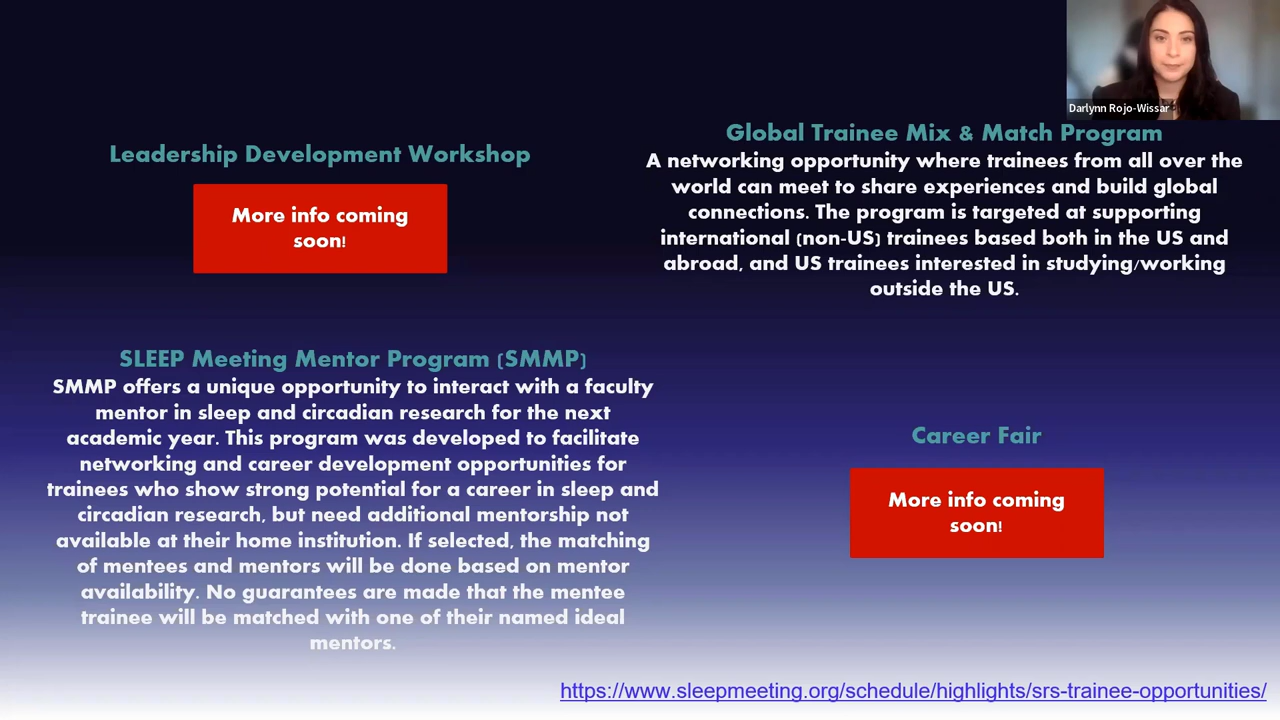 Darlynn Rojo-Wissar
Leadership Development Workshop
More info coming
soon!
Global Trainee Mix & Match Program
A networking opportunity where trainees from all over the
world can meet to share experiences and build global
connections. The program is targeted at supporting
international (non-US) trainees based both in the US and
abroad, and US trainees interested in studying/working
outside the US.
SLEEP Meeting Mentor Program (SMMP)
SMMP offers a unique opportunity to interact with a faculty
mentor in sleep and circadian research for the next
academic year. This program was developed to facilitate
networking and career development opportunities for
trainees who show strong potential for a career in sleep and
circadian research, but need additional mentorship not
available at their home institution. If selected, the matching
of mentees and mentors will be done based on mentor
availability. No guarantees are made that the mentee
trainee will be matched with one of their named ideal
mentors.
Career Fair
More info coming
soon!
https://www.sleepmeeting.org/schedule/highlights/srs-trainee-opportunities/